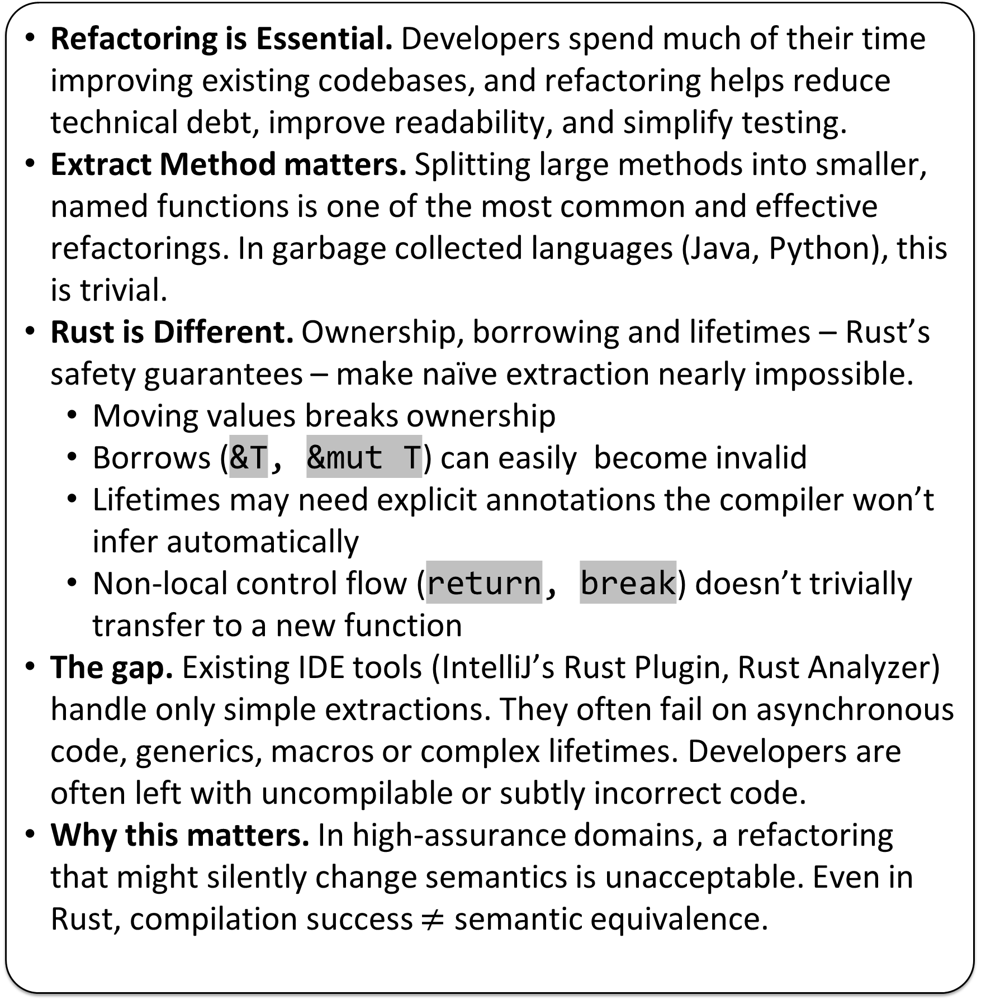 • Refactoring is Essential. Developers spend much of their time
improving existing codebases, and refactoring helps reduce
technical debt, improve readability, and simplify testing.
• Extract Method matters. Splitting large methods into smaller,
named functions is one of the most common and effective
refactorings. In garbage collected languages (Java, Python), this
is trivial.
• Rust is Different. Ownership, borrowing and lifetimes – Rust’s
safety guarantees – make naïve extraction nearly impossible.
• Moving values breaks ownership
• Borrows (&T, &mut T) can easily  become invalid
• Lifetimes may need explicit annotations the compiler won’t
infer automatically
• Non-local control flow (return, break) doesn’t trivially
transfer to a new function
• The gap. Existing IDE tools (IntelliJ’s Rust Plugin, Rust Analyzer)
handle only simple extractions. They often fail on asynchronous
code, generics, macros or complex lifetimes. Developers are
often left with uncompilable or subtly incorrect code.
• Why this matters. In high-assurance domains, a refactoring
that might silently change semantics is unacceptable. Even in
Rust, compilation success ≠ semantic equivalence.